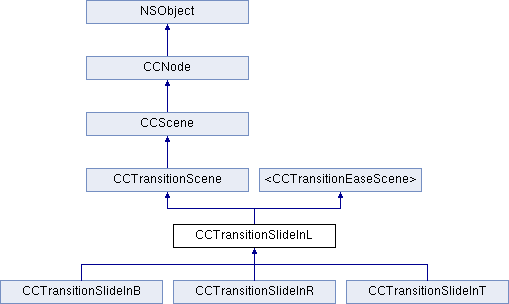 NSObject
CCNode
CCScene
CCTransitionScene
<CCTransitionEaseScene>
CCTransitionSlideInL
CCTransitionSlideInB
CCTransitionSlideInR
CCTransitionSlideInT